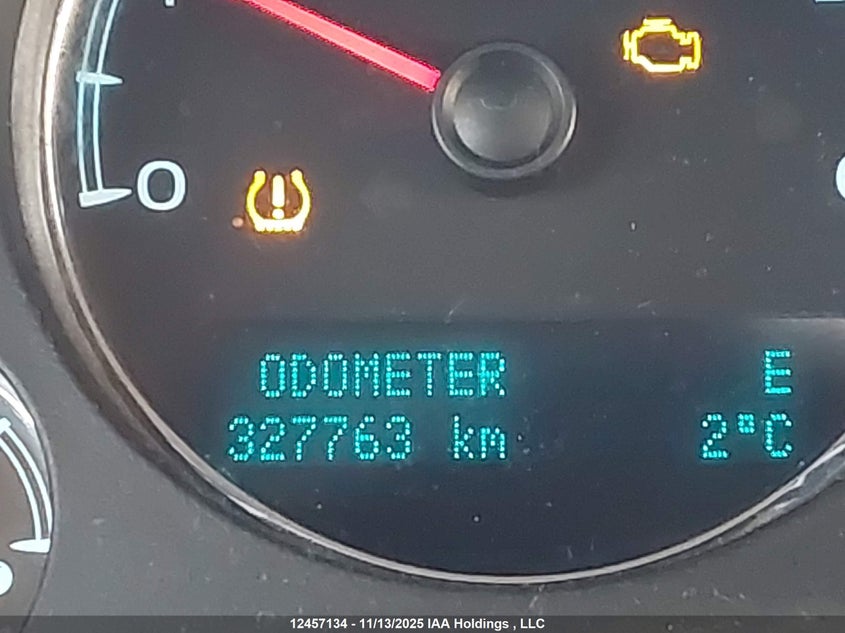 0
ODOMETER E
327763 km 2°C
12457134 - 11/13/2025 IAA Holdings , LLC